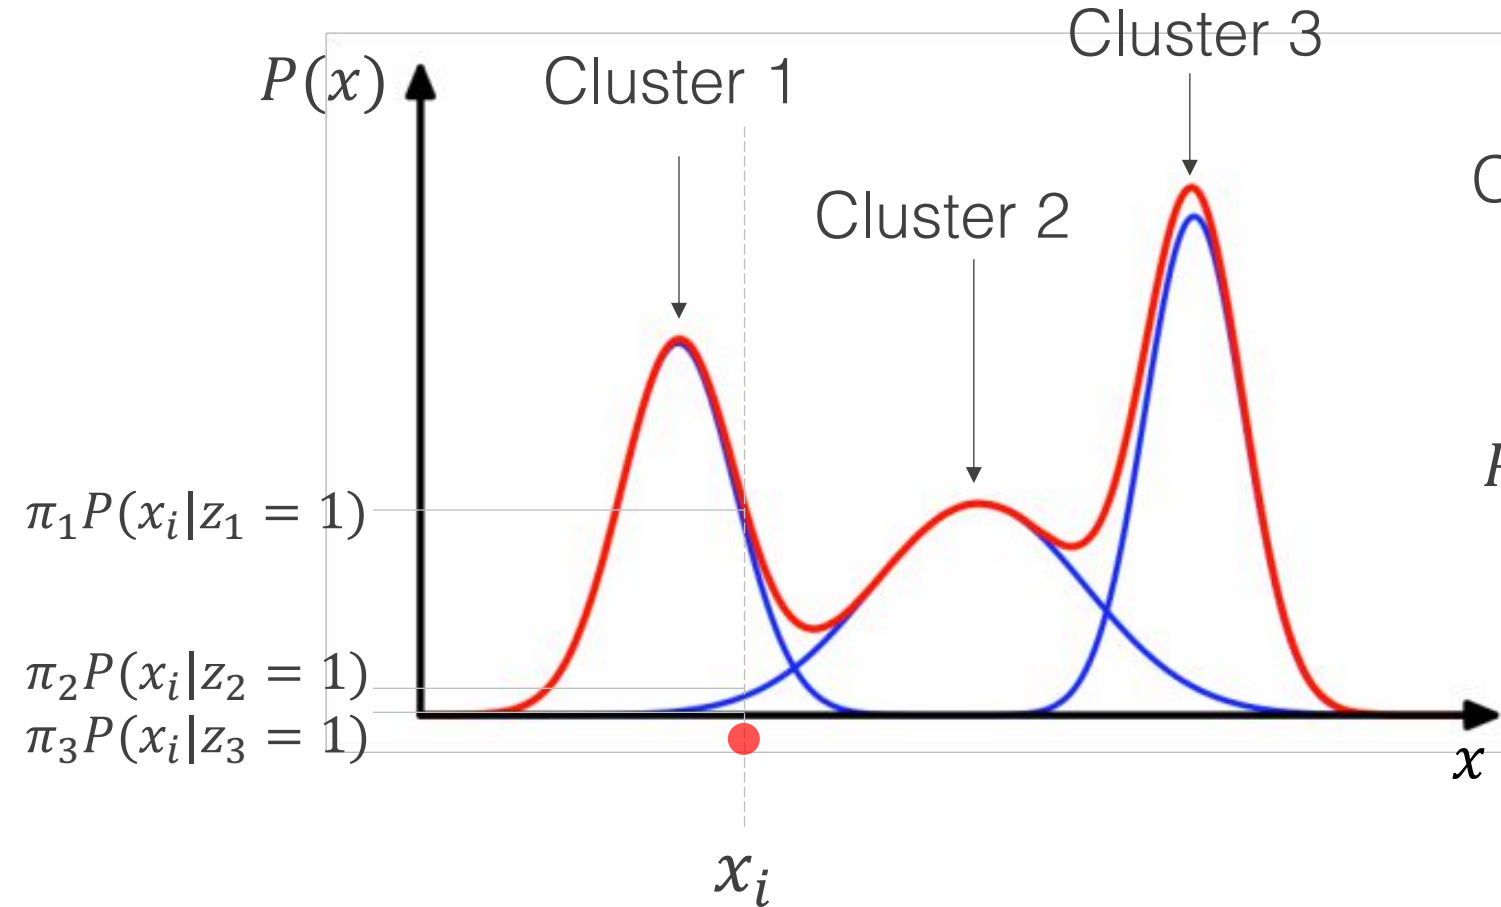 Cluster 3
P(x)
Cluster 1
Cluster 2
π₁P(xᵢ|z₁ = 1)
π₂P(xᵢ|z₂ = 1)
π₃P(xᵢ|z₃ = 1)
x
xᵢ